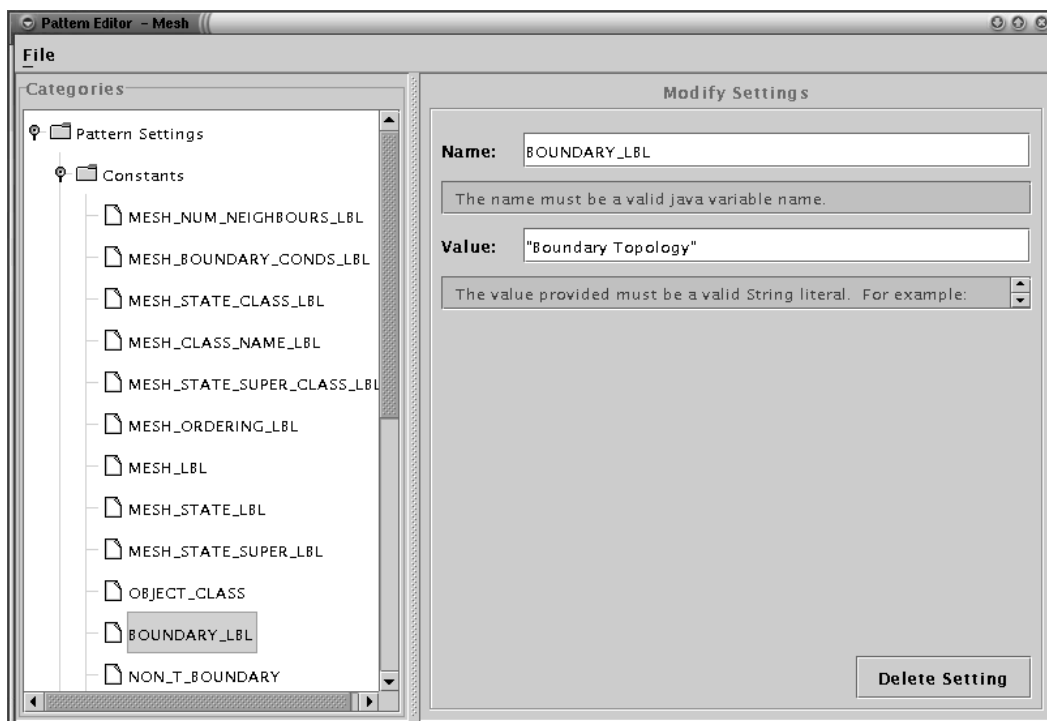 Pattern Editor - Mesh
File
Categories
Pattern Settings
Constants
MESH_NUM_NEIGHBOURS_LBL
MESH_BOUNDARY_CONDS_LBL
MESH_STATE_CLASS_LBL
MESH_CLASS_NAME_LBL
MESH_STATE_SUPER_CLASS_LBL
MESH_ORDERING_LBL
MESH_LBL
MESH_STATE_LBL
MESH_STATE_SUPER_LBL
OBJECT_CLASS
BOUNDARY_LBL
NON_T_BOUNDARY
Modify Settings
Name: BOUNDARY_LBL
The name must be a valid java variable name.
Value: "Boundary Topology"
The value provided must be a valid String literal. For example:
Delete Setting